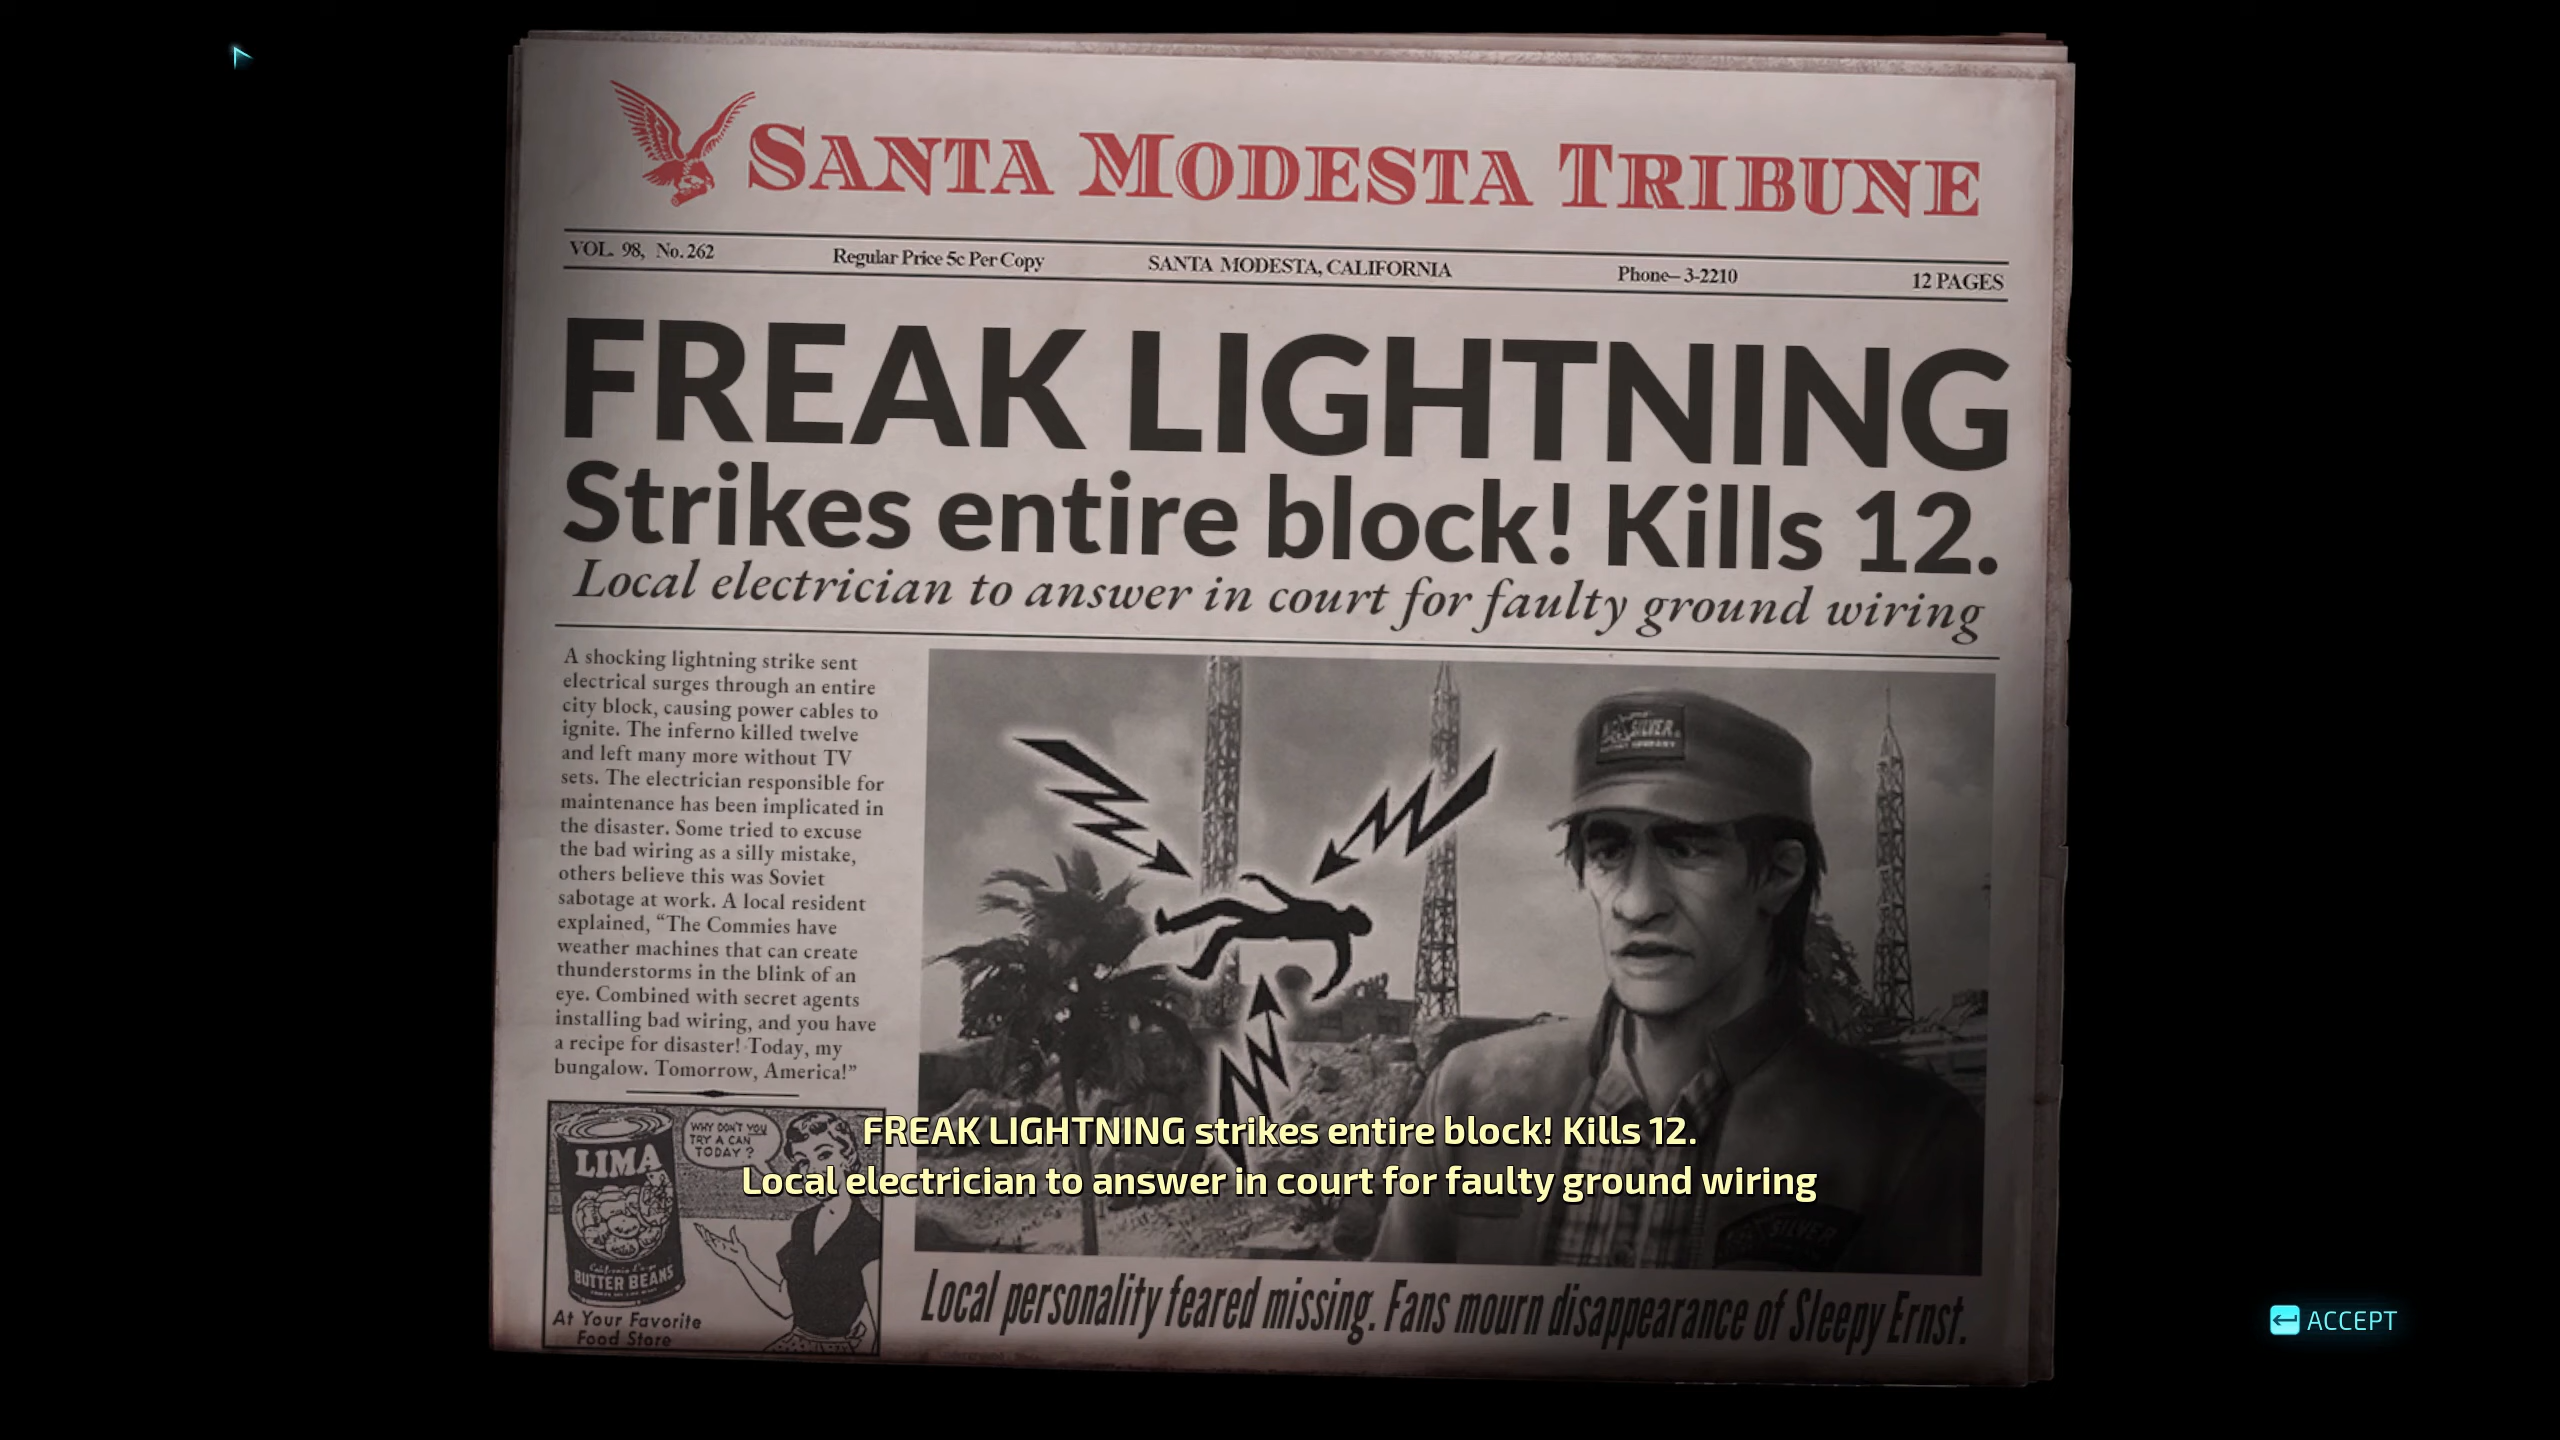 SANTA MODESTA TRIBUNE
VOL. 98, No. 262
Regular Price 5c Per Copy
SANTA MODESTA, CALIFORNIA
Phone– 3-2210
12 PAGES
FREAK LIGHTNING
Strikes entire block! Kills 12.
Local electrician to answer in court for faulty ground wiring
A shocking lightning strike sent
electrical surges through an entire
city block, causing power cables to
ignite. The inferno killed twelve
and left many more without TV
sets. The electrician responsible for
maintenance has been implicated in
the disaster. Some tried to excuse
the bad wiring as a silly mistake,
others believe this was Soviet
sabotage at work. A local resident
explained, “The Commies have
weather machines that can create
thunderstorms in the blink of an
eye. Combined with secret agents
installing bad wiring, and you have
a recipe for disaster! Today, my
bungalow. Tomorrow, America!”
WHY DON'T YOU
TRY A CAN
TODAY?
LIMA
BUTTER BEANS
At Your Favorite
Food Store
SILVER
SILVER
FREAK LIGHTNING strikes entire block! Kills 12.
Local electrician to answer in court for faulty ground wiring
Local personality feared missing. Fans mourn disappearance of Sleepy Ernst.
ACCEPT